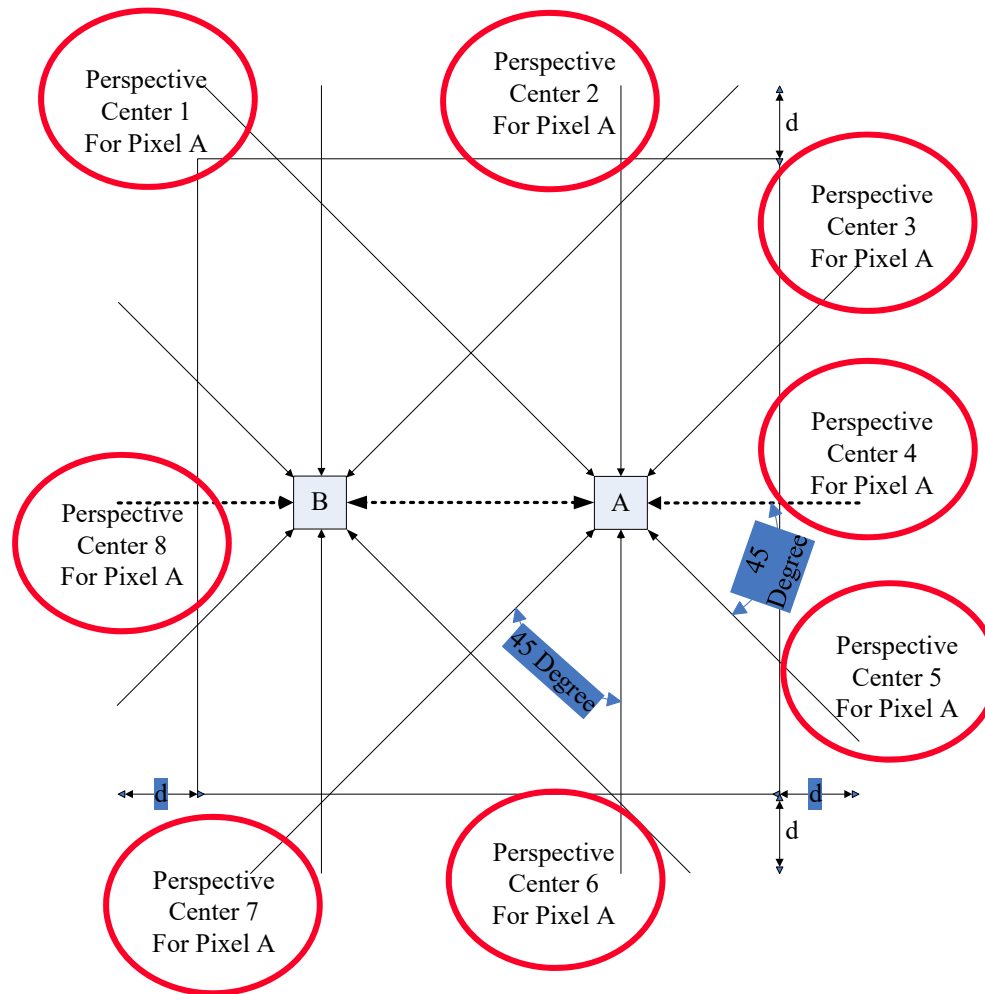 Perspective
Center 1
For Pixel A
Perspective
Center 2
For Pixel A
d
Perspective
Center 3
For Pixel A
Perspective
Center 4
For Pixel A
B
A
Perspective
Center 8
For Pixel A
45
Degree
45 Degree
Perspective
Center 5
For Pixel A
d
d
d
Perspective
Center 7
For Pixel A
Perspective
Center 6
For Pixel A